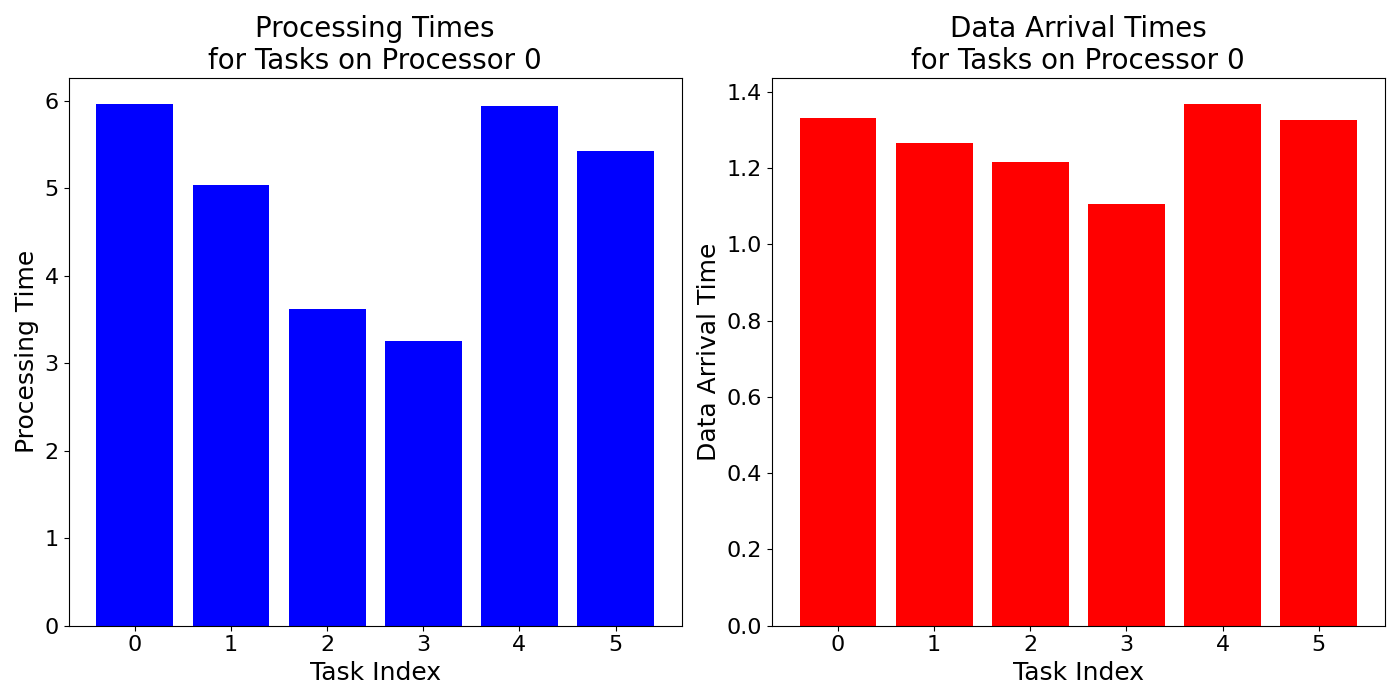 Processing Times
for Tasks on Processor 0
Processing Time
6
5
4
3
2
1
0
0 1 2 3 4 5
Task Index
Data Arrival Times
for Tasks on Processor 0
Data Arrival Time
1.4
1.2
1.0
0.8
0.6
0.4
0.2
0.0
0 1 2 3 4 5
Task Index